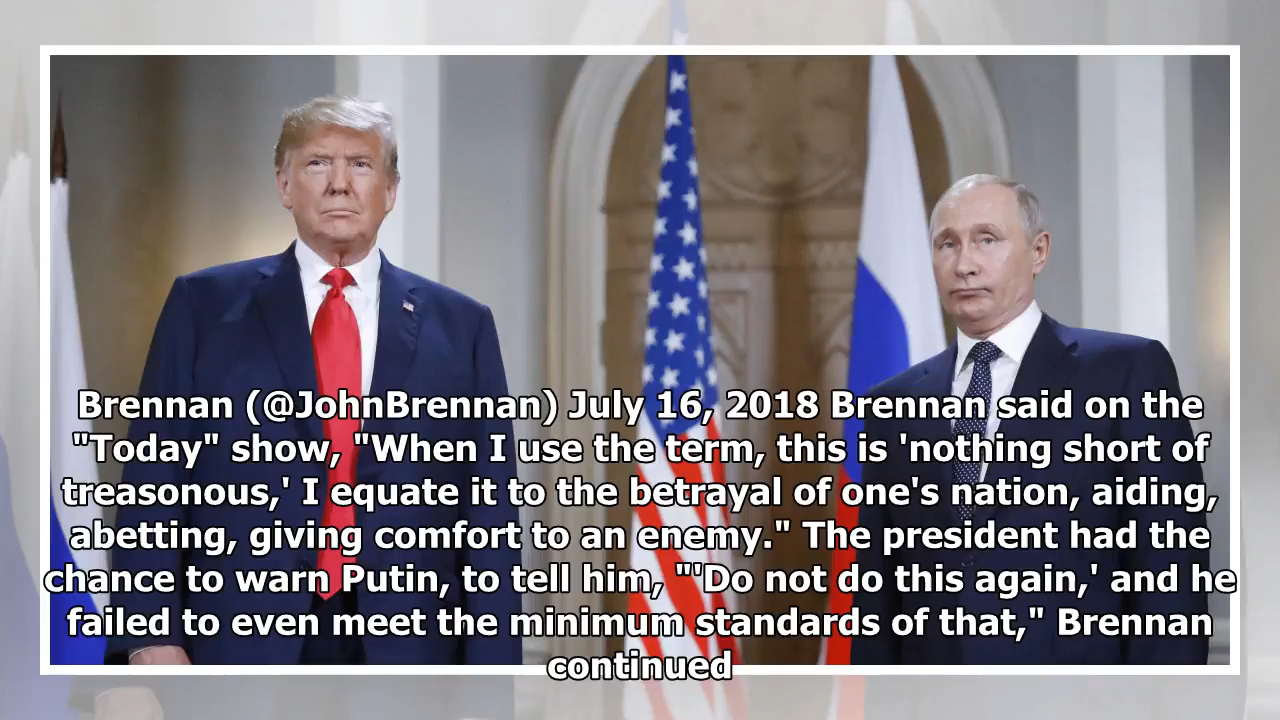 Brennan (@JohnBrennan) July 16, 2018 Brennan said on the
"Today" show, "When I use the term, this is 'nothing short of
treasonous,' I equate it to the betrayal of one's nation, aiding,
abetting, giving comfort to an enemy." The president had the
chance to warn Putin, to tell him, "'Do not do this again,' and he
failed to even meet the minimum standards of that," Brennan
continued